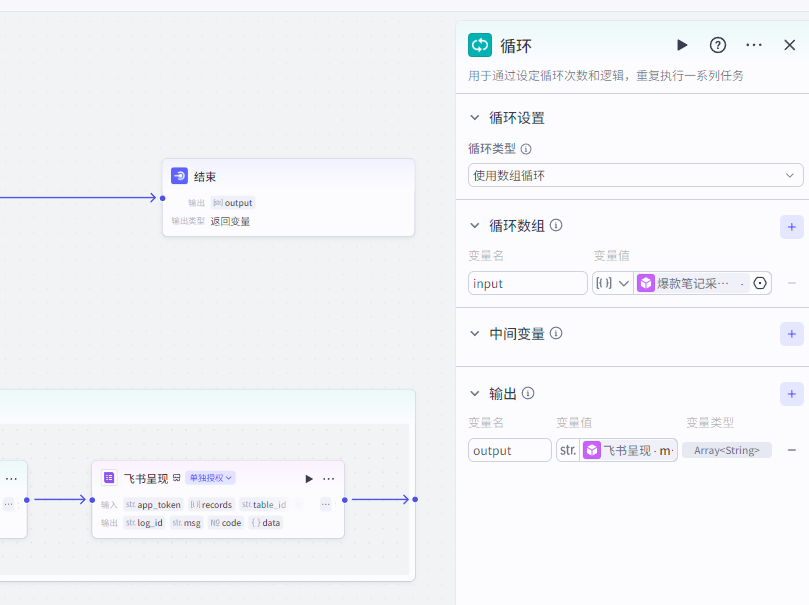 结束
输出 [o] output
输出类型 返回变量
飞书呈现 单独授权
输入 str. app_token [] records str. table_id ...
输出 str. log_id str. msg NO code {} data
循环
用于通过设定循环次数和逻辑，重复执行一系列任务
循环设置
循环类型
使用数组循环
循环数组
变量名 变量值
input 爆款笔记采… ·
中间变量
输出
变量名 变量值 变量类型
output str. 飞书呈现 · m Array<String>